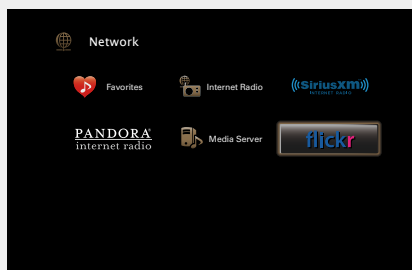 Network
Favorites
Internet Radio
((SiriusXM))
INTERNET RADIO
PANDORA®
internet radio
Media Server
flickr